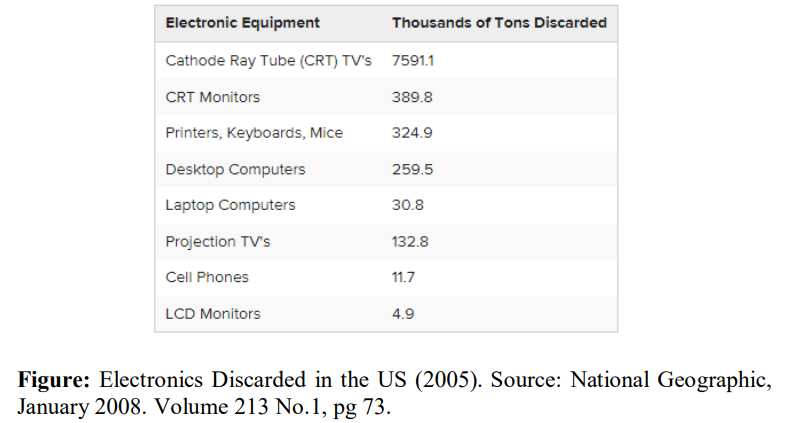 Electronic Equipment Thousands of Tons Discarded
Cathode Ray Tube (CRT) TV's 7591.1
CRT Monitors 389.8
Printers, Keyboards, Mice 324.9
Desktop Computers 259.5
Laptop Computers 30.8
Projection TV's 132.8
Cell Phones 11.7
LCD Monitors 4.9
Figure: Electronics Discarded in the US (2005). Source: National Geographic,
January 2008. Volume 213 No.1, pg 73.